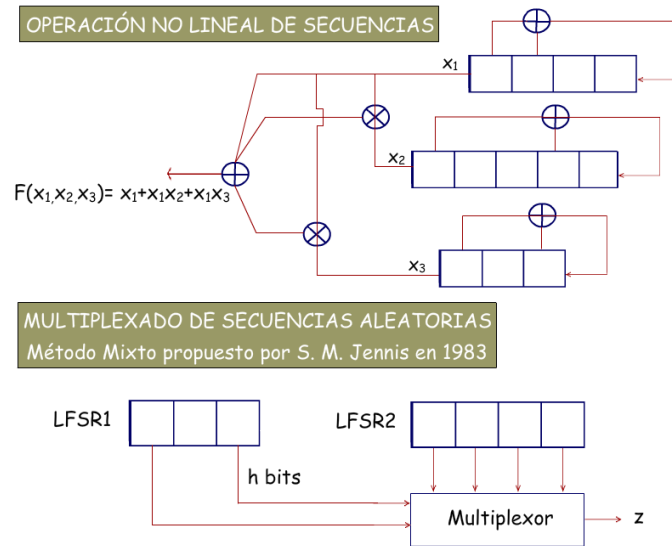 OPERACIÓN NO LINEAL DE SECUENCIAS
x₁
x₂
F(x₁,x₂,x₃)= x₁+x₁x₂+x₁x₃
x₃
MULTIPLEXADO DE SECUENCIAS ALEATORIAS
Método Mixto propuesto por S. M. Jennis en 1983
LFSR1
LFSR2
h bits
Multiplexor
z